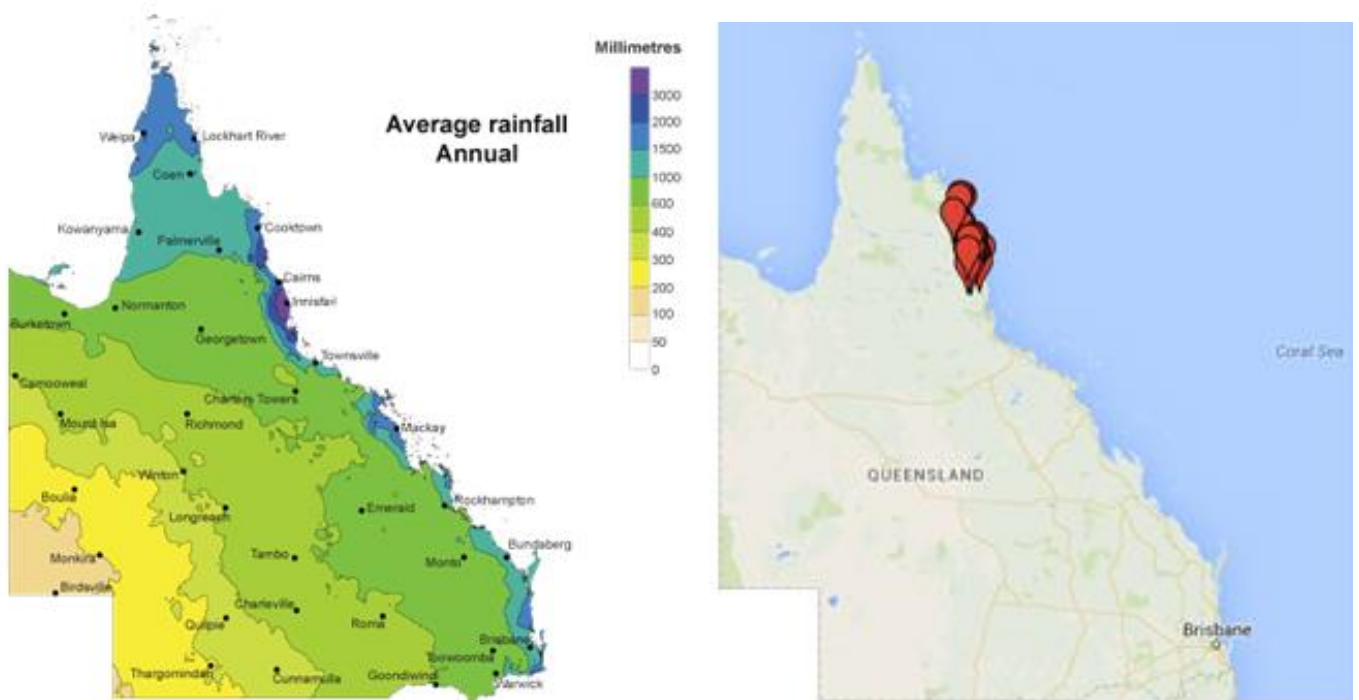 Millimetres
3000
2000
1500
1000
600
400
300
200
100
50
0
Average rainfall
Annual
Weipa
Lockhart River
Coen
Kowanyama
Cooktown
Palmerville
Cairns
Innisfail
Normanton
Burketown
Georgetown
Townsville
Camooweal
Charters Towers
Mount Isa
Richmond
Mackay
Winton
Boulia
Longreach
Emerald
Rockhampton
Bundaberg
Monkira
Tambo
Monto
Birdsville
Charleville
Quilpie
Roma
Brisbane
Toowoomba
Thargomindah
Cunnamulla
Goondiwindi
Warwick
Coral Sea
QUEENSLAND
Brisbane